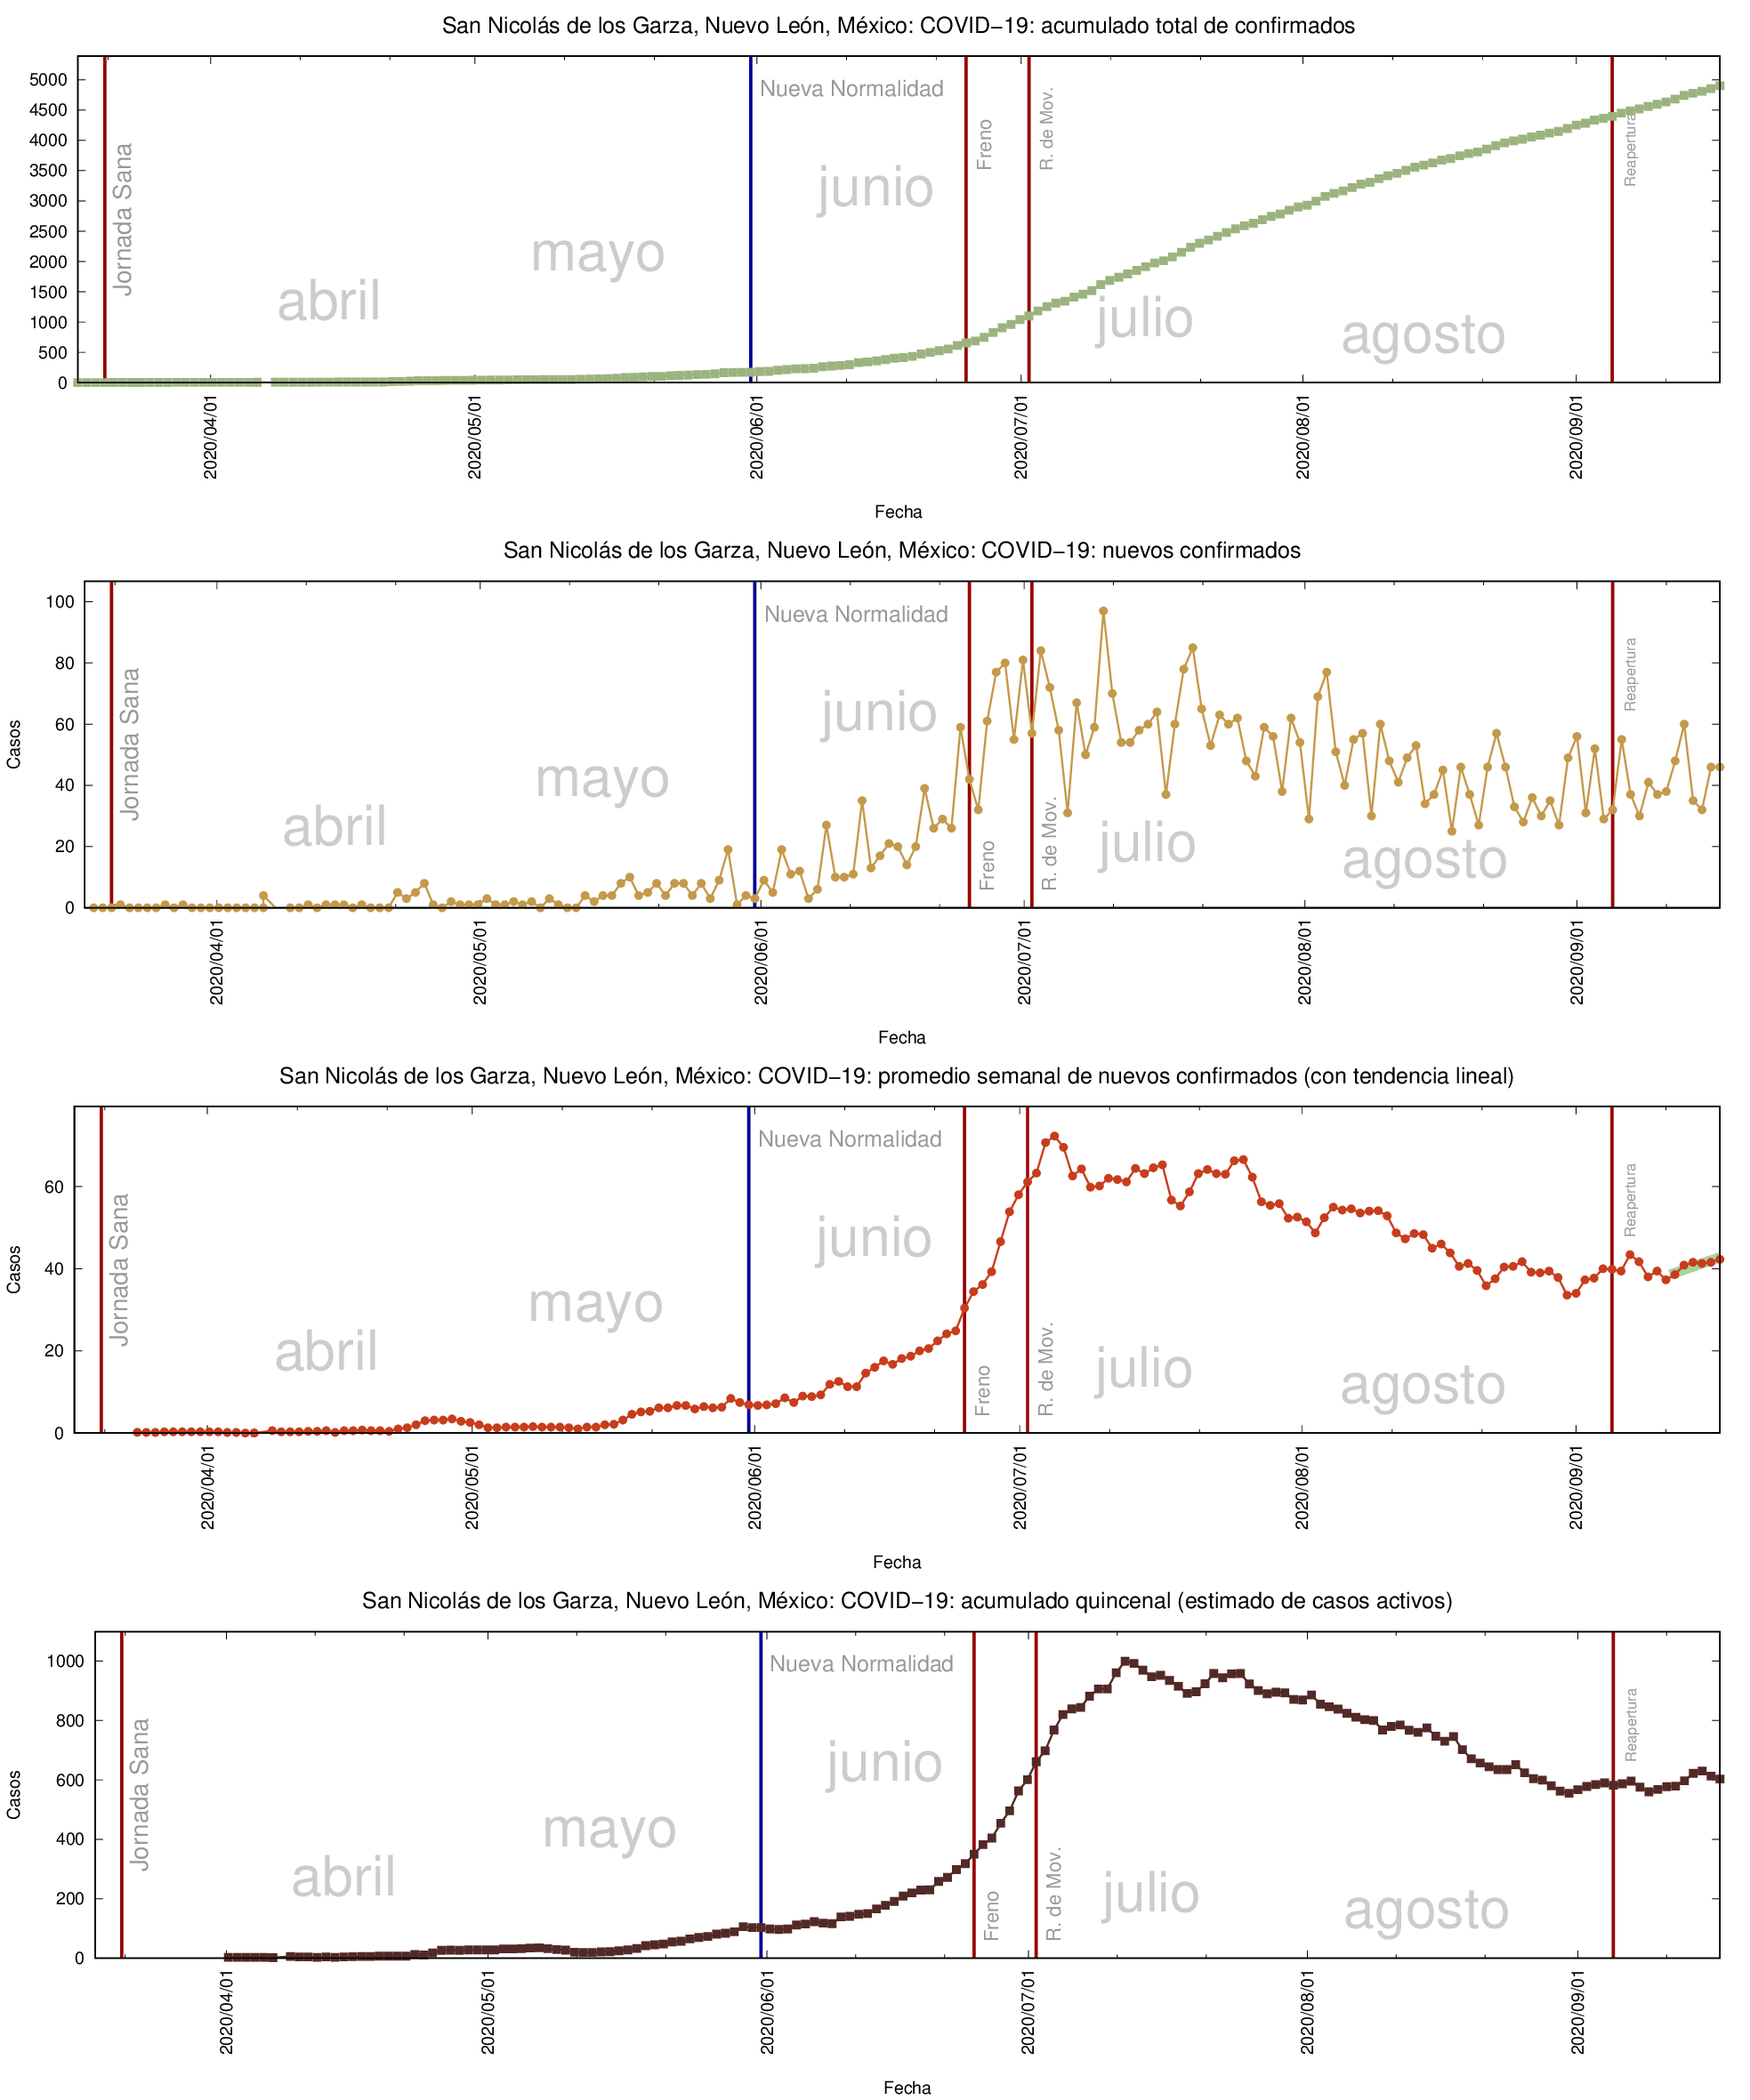 San Nicolás de los Garza, Nuevo León, México: COVID−19: acumulado total de confirmados
5000
4500
4000
3500
3000
2500
2000
1500
1000
500
0
Jornada Sana
abril
mayo
Nueva Normalidad
junio
Freno
R. de Mov.
julio
agosto
Reapertura
2020/04/01
2020/05/01
2020/06/01
2020/07/01
2020/08/01
2020/09/01
Fecha
San Nicolás de los Garza, Nuevo León, México: COVID−19: nuevos confirmados
Casos
100
80
60
40
20
0
Jornada Sana
abril
mayo
Nueva Normalidad
junio
Freno
R. de Mov.
julio
agosto
Reapertura
2020/04/01
2020/05/01
2020/06/01
2020/07/01
2020/08/01
2020/09/01
Fecha
San Nicolás de los Garza, Nuevo León, México: COVID−19: promedio semanal de nuevos confirmados (con tendencia lineal)
Casos
60
40
20
0
Jornada Sana
abril
mayo
Nueva Normalidad
junio
Freno
R. de Mov.
julio
agosto
Reapertura
2020/04/01
2020/05/01
2020/06/01
2020/07/01
2020/08/01
2020/09/01
Fecha
San Nicolás de los Garza, Nuevo León, México: COVID−19: acumulado quincenal (estimado de casos activos)
Casos
1000
800
600
400
200
0
Jornada Sana
abril
mayo
Nueva Normalidad
junio
Freno
R. de Mov.
julio
agosto
Reapertura
2020/04/01
2020/05/01
2020/06/01
2020/07/01
2020/08/01
2020/09/01
Fecha